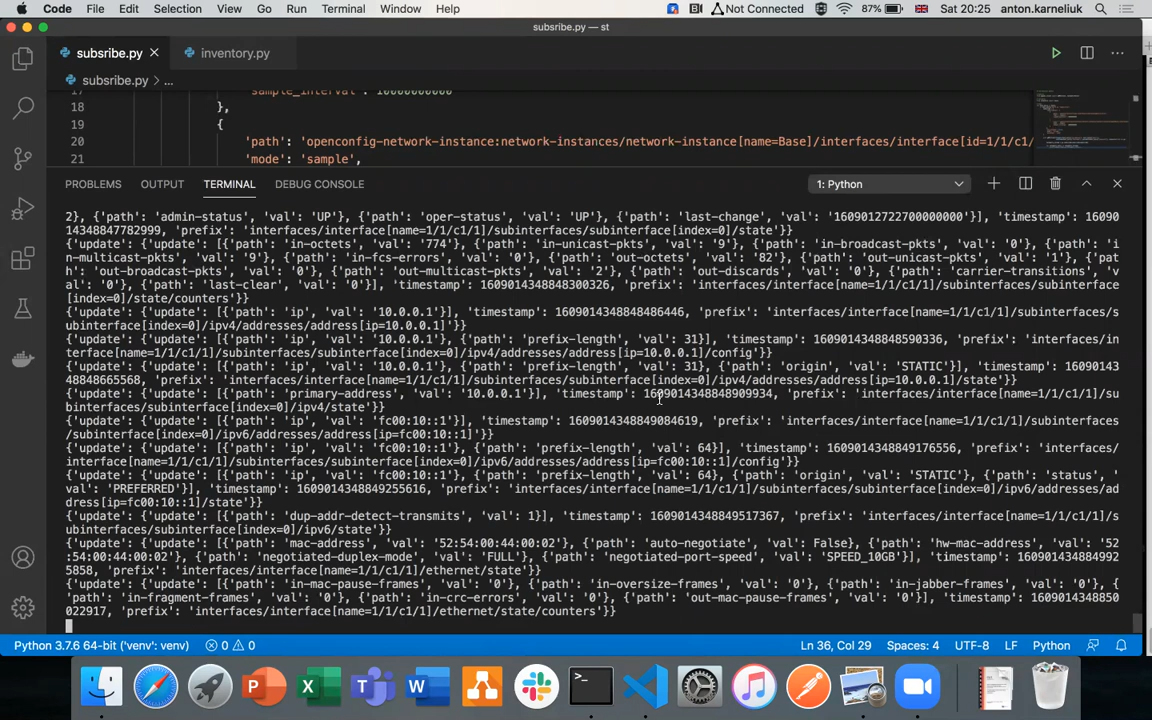 Code File Edit Selection View Go Run Terminal Window Help Not Connected 87% Sat 20:25 anton.karneliuk
subsribe.py — st
subsribe.py inventory.py
subsribe.py > ...
17 'sample_interval': 10000000000
18 },
19 {
20 'path': 'openconfig-network-instance:network-instances/network-instance[name=Base]/interfaces/interface[id=1/1/c1/
21 'mode': 'sample',
PROBLEMS OUTPUT TERMINAL DEBUG CONSOLE 1: Python
2}, {'path': 'admin-status', 'val': 'UP'}, {'path': 'oper-status', 'val': 'UP'}, {'path': 'last-change', 'val': '1609012722700000000'}], 'timestamp': 16090
14348847782999, 'prefix': 'interfaces/interface[name=1/1/c1/1]/subinterfaces/subinterface[index=0]/state'}}
{'update': {'update': [{'path': 'in-octets', 'val': '774'}, {'path': 'in-unicast-pkts', 'val': '9'}, {'path': 'in-broadcast-pkts', 'val': '0'}, {'path': 'i
n-multicast-pkts', 'val': '9'}, {'path': 'in-fcs-errors', 'val': '0'}, {'path': 'out-octets', 'val': '82'}, {'path': 'out-unicast-pkts', 'val': '1'}, {'pat
h': 'out-broadcast-pkts', 'val': '0'}, {'path': 'out-multicast-pkts', 'val': '2'}, {'path': 'out-discards', 'val': '0'}, {'path': 'carrier-transitions', 'v
al': '0'}, {'path': 'last-clear', 'val': '0'}], 'timestamp': 1609014348848300326, 'prefix': 'interfaces/interface[name=1/1/c1/1]/subinterfaces/subinterface
[index=0]/state/counters'}}
{'update': {'update': [{'path': 'ip', 'val': '10.0.0.1'}], 'timestamp': 1609014348848486446, 'prefix': 'interfaces/interface[name=1/1/c1/1]/subinterfaces/s
ubinterface[index=0]/ipv4/addresses/address[ip=10.0.0.1]'}}
{'update': {'update': [{'path': 'ip', 'val': '10.0.0.1'}, {'path': 'prefix-length', 'val': 31}], 'timestamp': 1609014348848590336, 'prefix': 'interfaces/in
terface[name=1/1/c1/1]/subinterfaces/subinterface[index=0]/ipv4/addresses/address[ip=10.0.0.1]/config'}}
{'update': {'update': [{'path': 'ip', 'val': '10.0.0.1'}, {'path': 'prefix-length', 'val': 31}, {'path': 'origin', 'val': 'STATIC'}], 'timestamp': 16090143
48848665568, 'prefix': 'interfaces/interface[name=1/1/c1/1]/subinterfaces/subinterface[index=0]/ipv4/addresses/address[ip=10.0.0.1]/state'}}
{'update': {'update': [{'path': 'primary-address', 'val': '10.0.0.1'}], 'timestamp': 1609014348848909934, 'prefix': 'interfaces/interface[name=1/1/c1/1]/su
binterfaces/subinterface[index=0]/ipv4/state'}}
{'update': {'update': [{'path': 'ip', 'val': 'fc00:10::1'}], 'timestamp': 1609014348849084619, 'prefix': 'interfaces/interface[name=1/1/c1/1]/subinterfaces
/subinterface[index=0]/ipv6/addresses/address[ip=fc00:10::1]'}}
{'update': {'update': [{'path': 'ip', 'val': 'fc00:10::1'}, {'path': 'prefix-length', 'val': 64}], 'timestamp': 1609014348849176556, 'prefix': 'interfaces/
interface[name=1/1/c1/1]/subinterfaces/subinterface[index=0]/ipv6/addresses/address[ip=fc00:10::1]/config'}}
{'update': {'update': [{'path': 'ip', 'val': 'fc00:10::1'}, {'path': 'prefix-length', 'val': 64}, {'path': 'origin', 'val': 'STATIC'}, {'path': 'status', '
val': 'PREFERRED'}], 'timestamp': 1609014348849255616, 'prefix': 'interfaces/interface[name=1/1/c1/1]/subinterfaces/subinterface[index=0]/ipv6/addresses/ad
dress[ip=fc00:10::1]/state'}}
{'update': {'update': [{'path': 'dup-addr-detect-transmits', 'val': 1}], 'timestamp': 1609014348849517367, 'prefix': 'interfaces/interface[name=1/1/c1/1]/s
ubinterfaces/subinterface[index=0]/ipv6/state'}}
{'update': {'update': [{'path': 'mac-address', 'val': '52:54:00:44:00:02'}, {'path': 'auto-negotiate', 'val': False}, {'path': 'hw-mac-address', 'val': '52
:54:00:44:00:02'}, {'path': 'negotiated-duplex-mode', 'val': 'FULL'}, {'path': 'negotiated-port-speed', 'val': 'SPEED_10GB'}], 'timestamp': 160901434884992
5858, 'prefix': 'interfaces/interface[name=1/1/c1/1]/ethernet/state'}}
{'update': {'update': [{'path': 'in-mac-pause-frames', 'val': '0'}, {'path': 'in-oversize-frames', 'val': '0'}, {'path': 'in-jabber-frames', 'val': '0'}, {
'path': 'in-fragment-frames', 'val': '0'}, {'path': 'in-crc-errors', 'val': '0'}, {'path': 'out-mac-pause-frames', 'val': '0'}], 'timestamp': 1609014348850
022917, 'prefix': 'interfaces/interface[name=1/1/c1/1]/ethernet/state/counters'}}
Python 3.7.6 64-bit ('venv': venv) 0 0 Ln 36, Col 29 Spaces: 4 UTF-8 LF Python